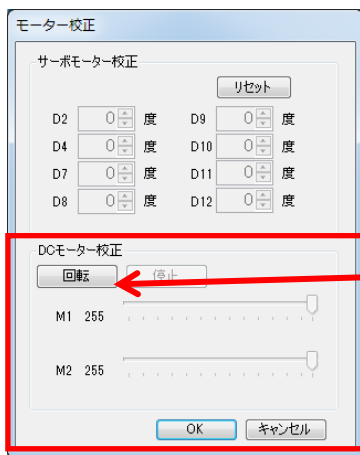 モーター校正
サーボモーター校正
リセット
D2 0 度 D9 0 度
D4 0 度 D10 0 度
D7 0 度 D11 0 度
D8 0 度 D12 0 度
DCモーター校正
回転 停止
M1 255
M2 255
OK キャンセル